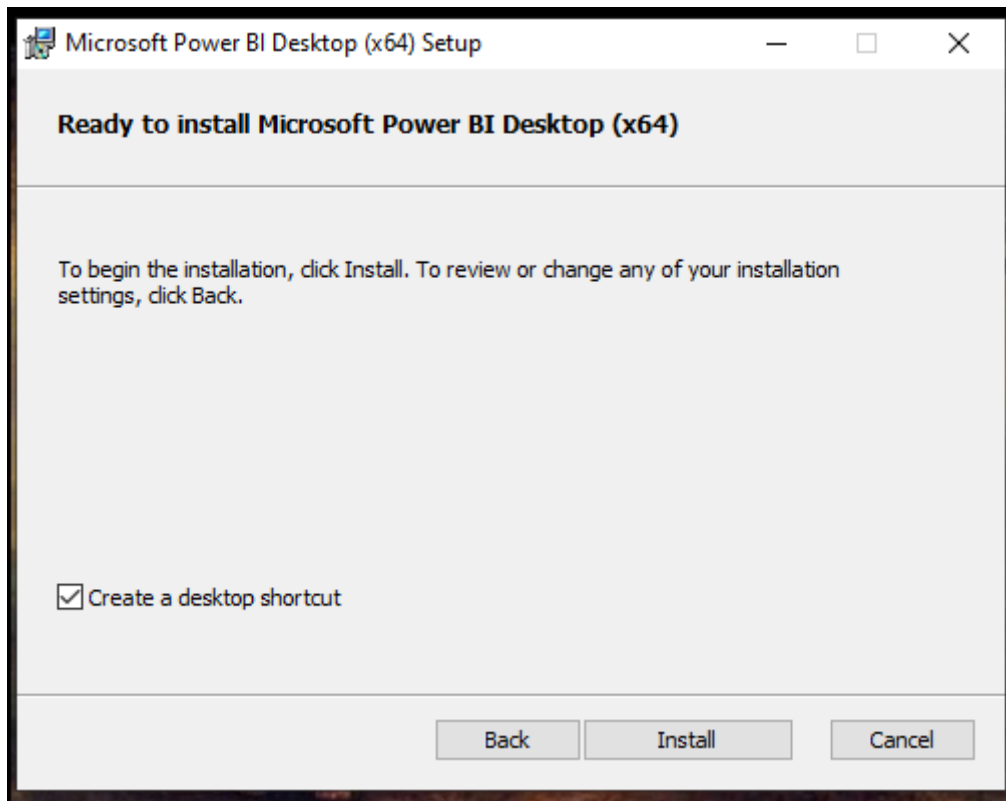 Microsoft Power BI Desktop (x64) Setup
Ready to install Microsoft Power BI Desktop (x64)
To begin the installation, click Install. To review or change any of your installation
settings, click Back.
Create a desktop shortcut
Back Install Cancel